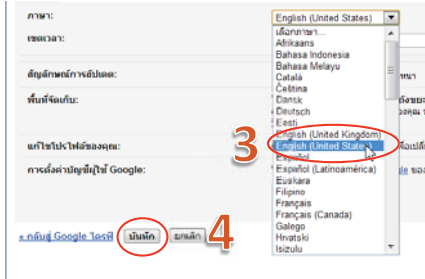 ภาษา: English (United States)
เขตเวลา: เลือกภาษา...
Afrikaans
Bahasa Indonesia
Bahasa Melayu
สัญลักษณ์การอัปเดต: Català หนา
Čeština
พื้นที่จัดเก็บ: Dansk
Deutsch
Eesti
English (United Kingdom)
3
แก้ไขโปรไฟล์ของคุณ: English (United States)
Español
การตั้งค่าบัญชีผู้ใช้ Google: Español (Latinoamérica)
Euskara
Filipino
Français
Français (Canada)
« กลับสู่ Google ไดรฟ์ บันทึก ยกเลิก 4 Galego
Hrvatski
IsiZulu